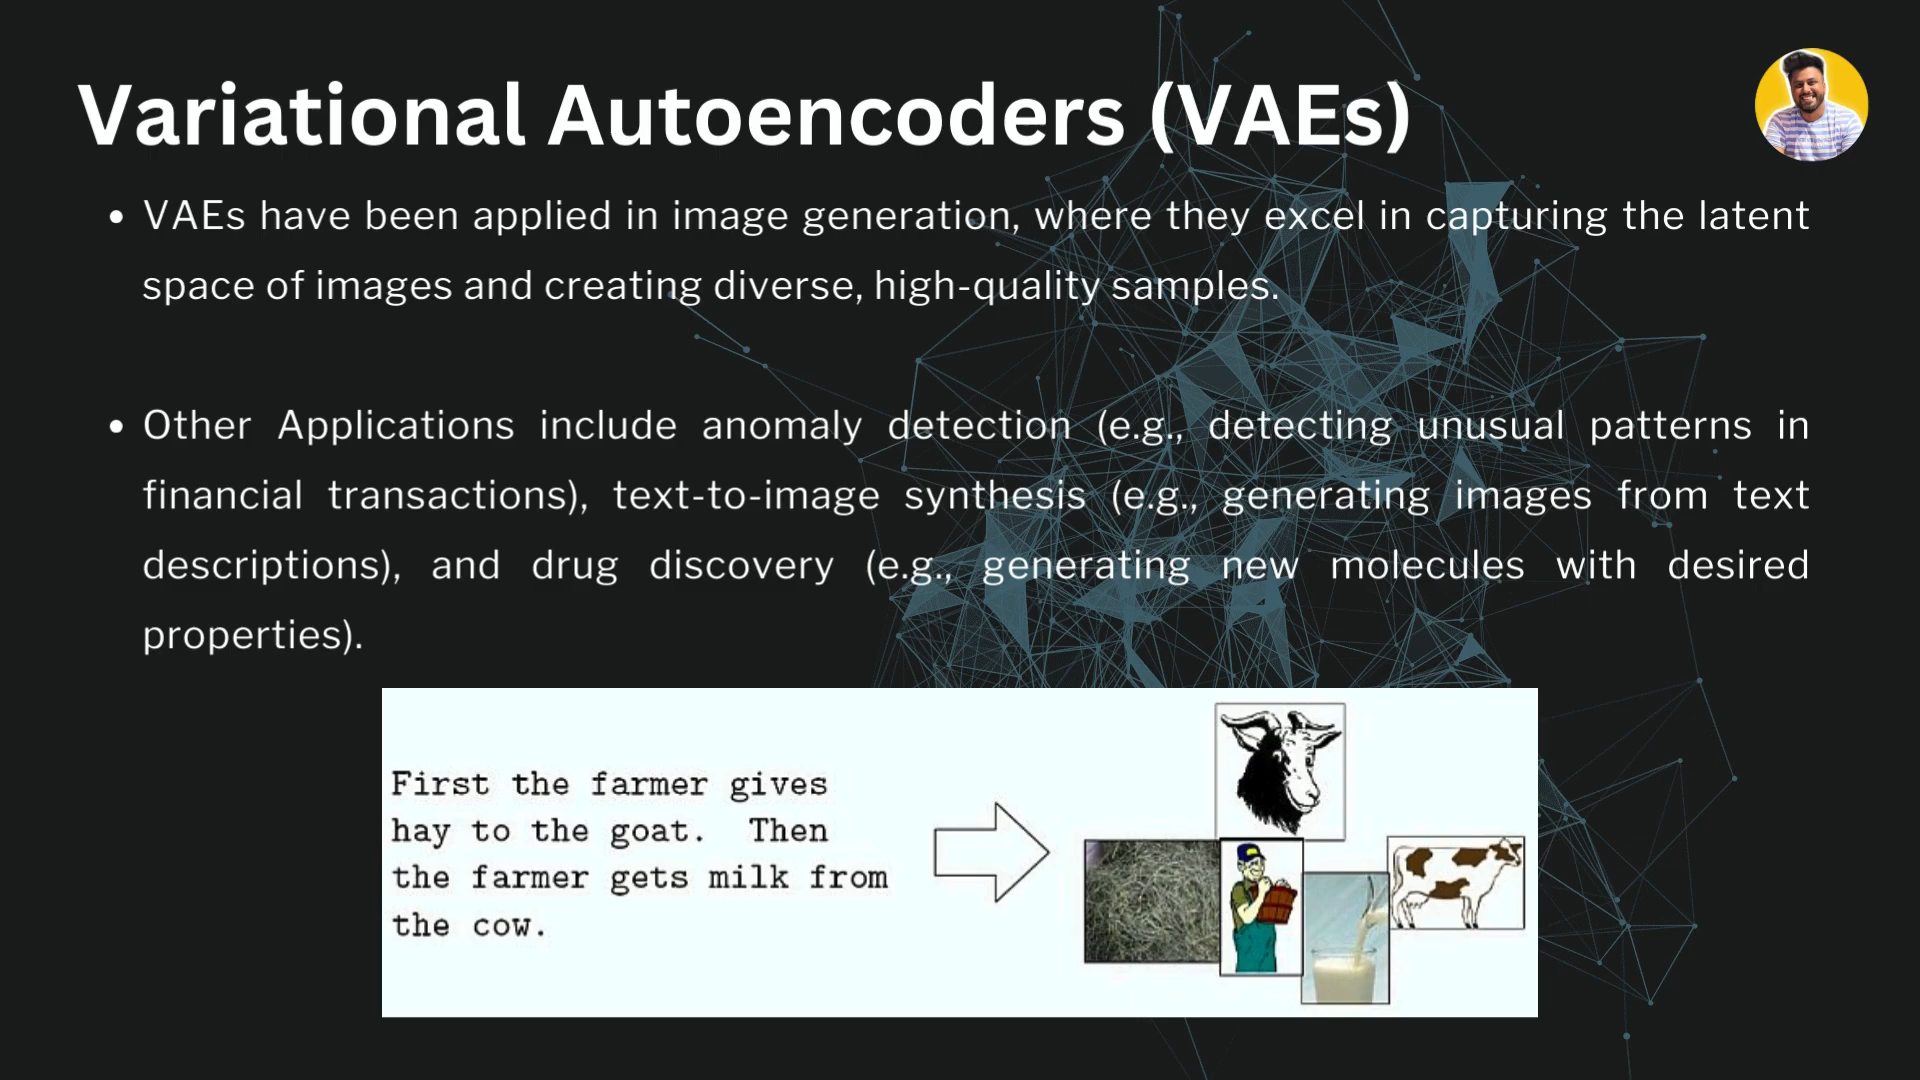 Variational Autoencoders (VAEs)
• VAEs have been applied in image generation, where they excel in capturing the latent
space of images and creating diverse, high-quality samples.
• Other Applications include anomaly detection (e.g., detecting unusual patterns in
financial transactions), text-to-image synthesis (e.g., generating images from text
descriptions), and drug discovery (e.g., generating new molecules with desired
properties).
First the farmer gives
hay to the goat. Then
the farmer gets milk from
the cow.